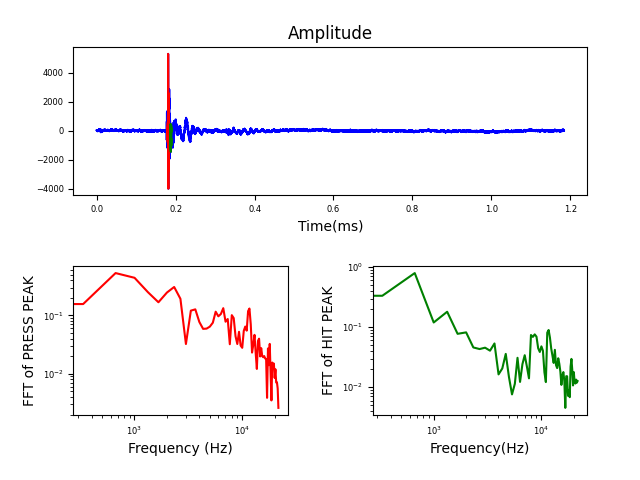 Amplitude
4000
2000
0
−2000
−4000
0.0 0.2 0.4 0.6 0.8 1.0 1.2
Time(ms)
FFT of PRESS PEAK
10⁻¹
10⁻²
10³ 10⁴
Frequency (Hz)
FFT of HIT PEAK
10⁰
10⁻¹
10⁻²
10³ 10⁴
Frequency(Hz)